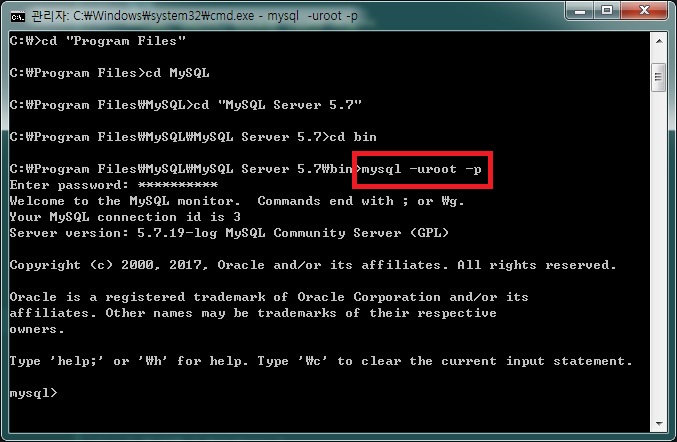 관리자: C:₩Windows₩system32₩cmd.exe - mysql  -uroot -p
C:₩>cd "Program Files"
C:₩Program Files>cd MySQL
C:₩Program Files₩MySQL>cd "MySQL Server 5.7"
C:₩Program Files₩MySQL₩MySQL Server 5.7>cd bin
C:₩Program Files₩MySQL₩MySQL Server 5.7₩bin>mysql -uroot -p
Enter password: **********
Welcome to the MySQL monitor.  Commands end with ; or ₩g.
Your MySQL connection id is 3
Server version: 5.7.19-log MySQL Community Server (GPL)
Copyright (c) 2000, 2017, Oracle and/or its affiliates. All rights reserved.
Oracle is a registered trademark of Oracle Corporation and/or its
affiliates. Other names may be trademarks of their respective
owners.
Type 'help;' or '₩h' for help. Type '₩c' to clear the current input statement.
mysql>